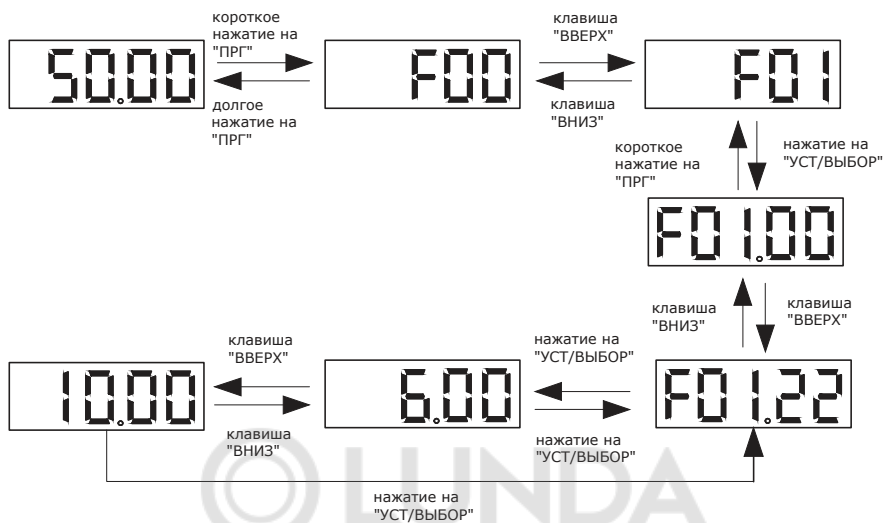 короткое
нажатие на
"ПРГ"
клавиша
"ВВЕРХ"
50.00
F00
F01
долгое
нажатие на
"ПРГ"
клавиша
"ВНИЗ"
короткое
нажатие на
"ПРГ"
нажатие на
"УСТ/ВЫБОР"
F01.00
клавиша
"ВНИЗ"
клавиша
"ВВЕРХ"
клавиша
"ВВЕРХ"
нажатие на
"УСТ/ВЫБОР"
10.00
6.00
F01.22
клавиша
"ВНИЗ"
нажатие на
"УСТ/ВЫБОР"
LUNDA
нажатие на
"УСТ/ВЫБОР"